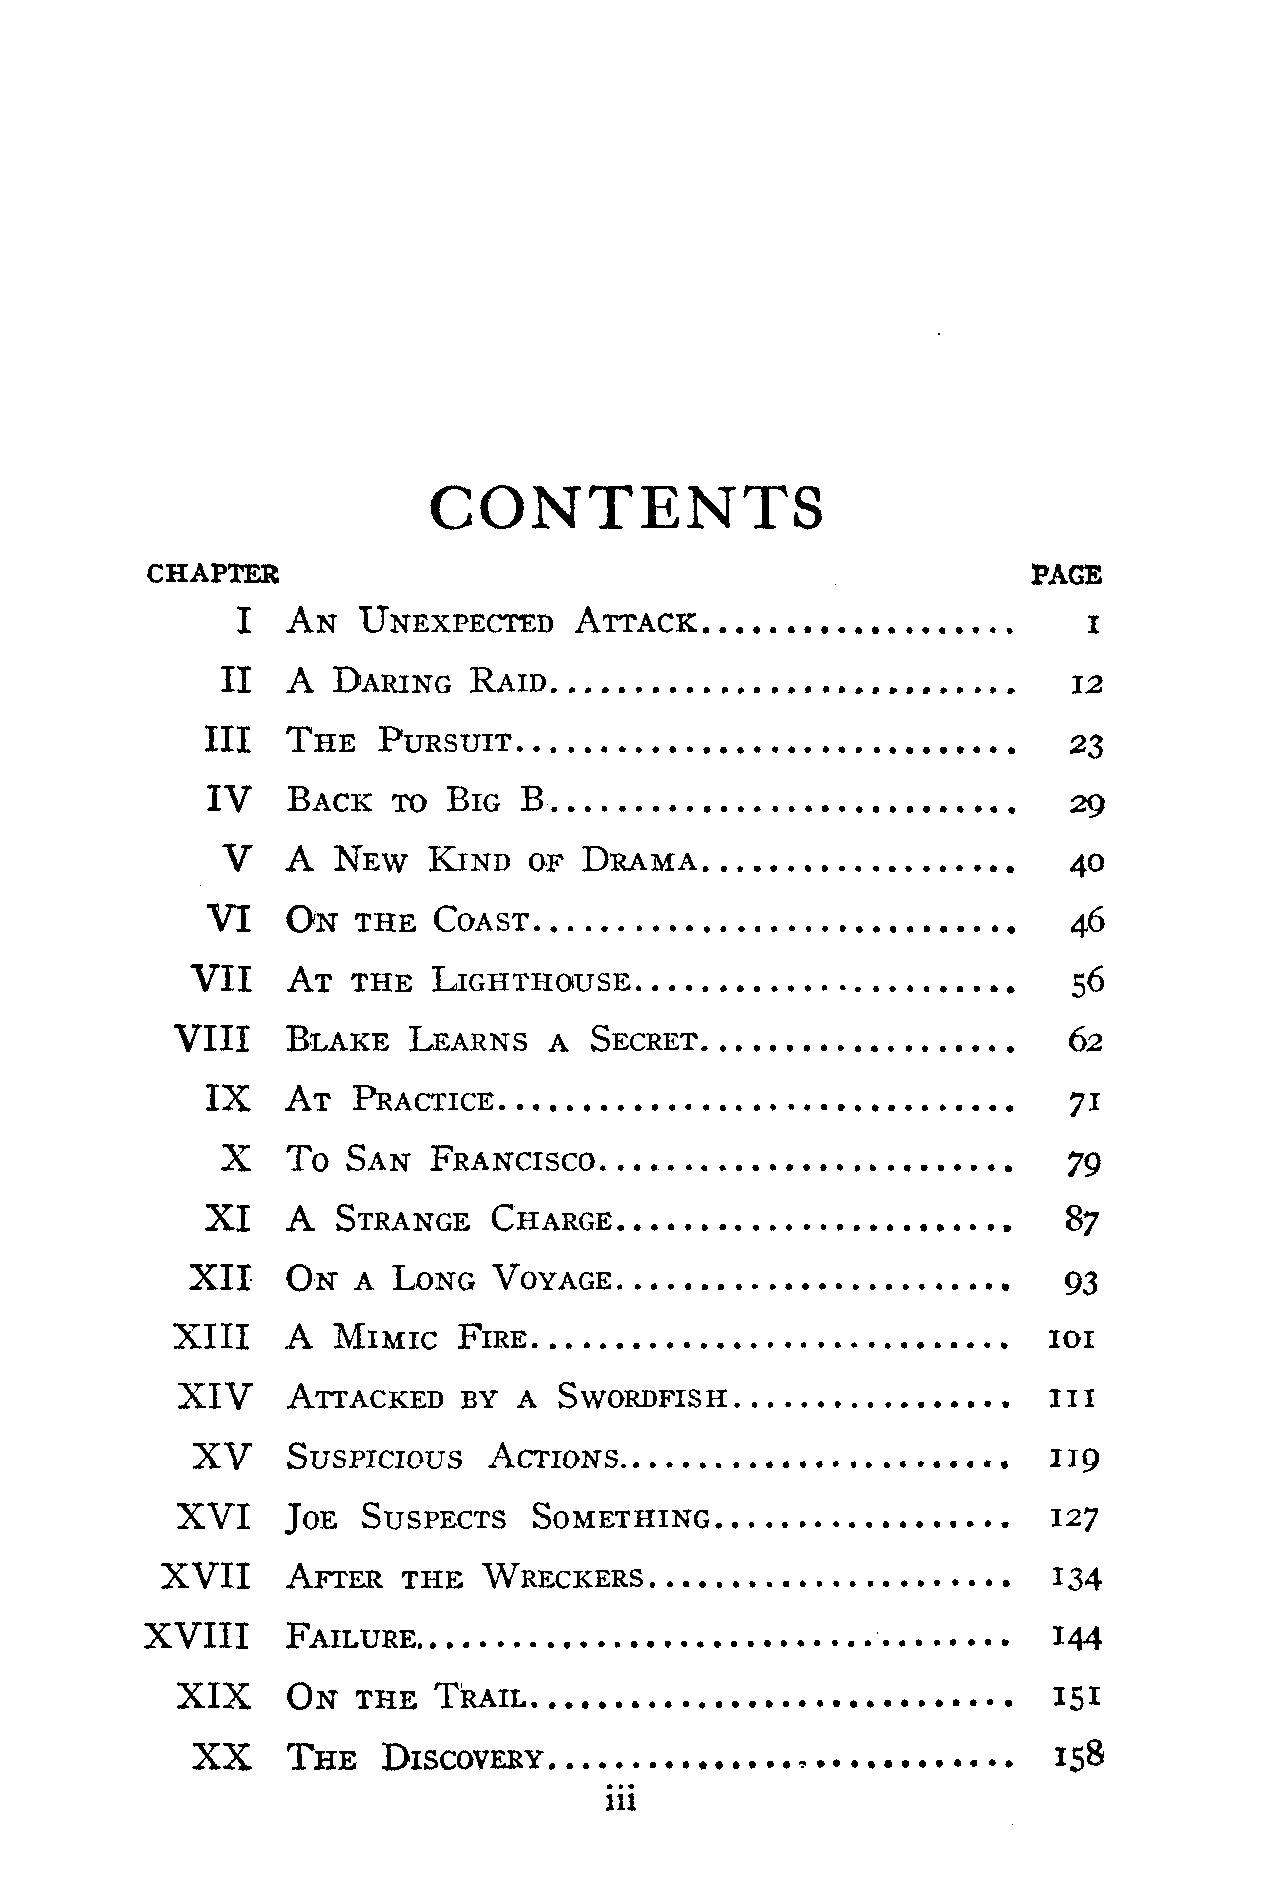 CONTENTS
CHAPTER PAGE
I An Unexpected Attack................... 1
II A Daring Raid............................ 12
III The Pursuit.............................. 23
IV Back to Big B............................ 29
V A New Kind of Drama................... 40
VI On the Coast............................. 46
VII At the Lighthouse....................... 56
VIII Blake Learns a Secret................... 62
IX At Practice............................... 71
X To San Francisco......................... 79
XI A Strange Charge........................ 87
XII On a Long Voyage........................ 93
XIII A Mimic Fire............................. 101
XIV Attacked by a Swordfish................. 111
XV Suspicious Actions........................ 119
XVI Joe Suspects Something.................. 127
XVII After the Wreckers...................... 134
XVIII Failure.................................... 144
XIX On the Trail............................. 151
XX The Discovery............................ 158
iii